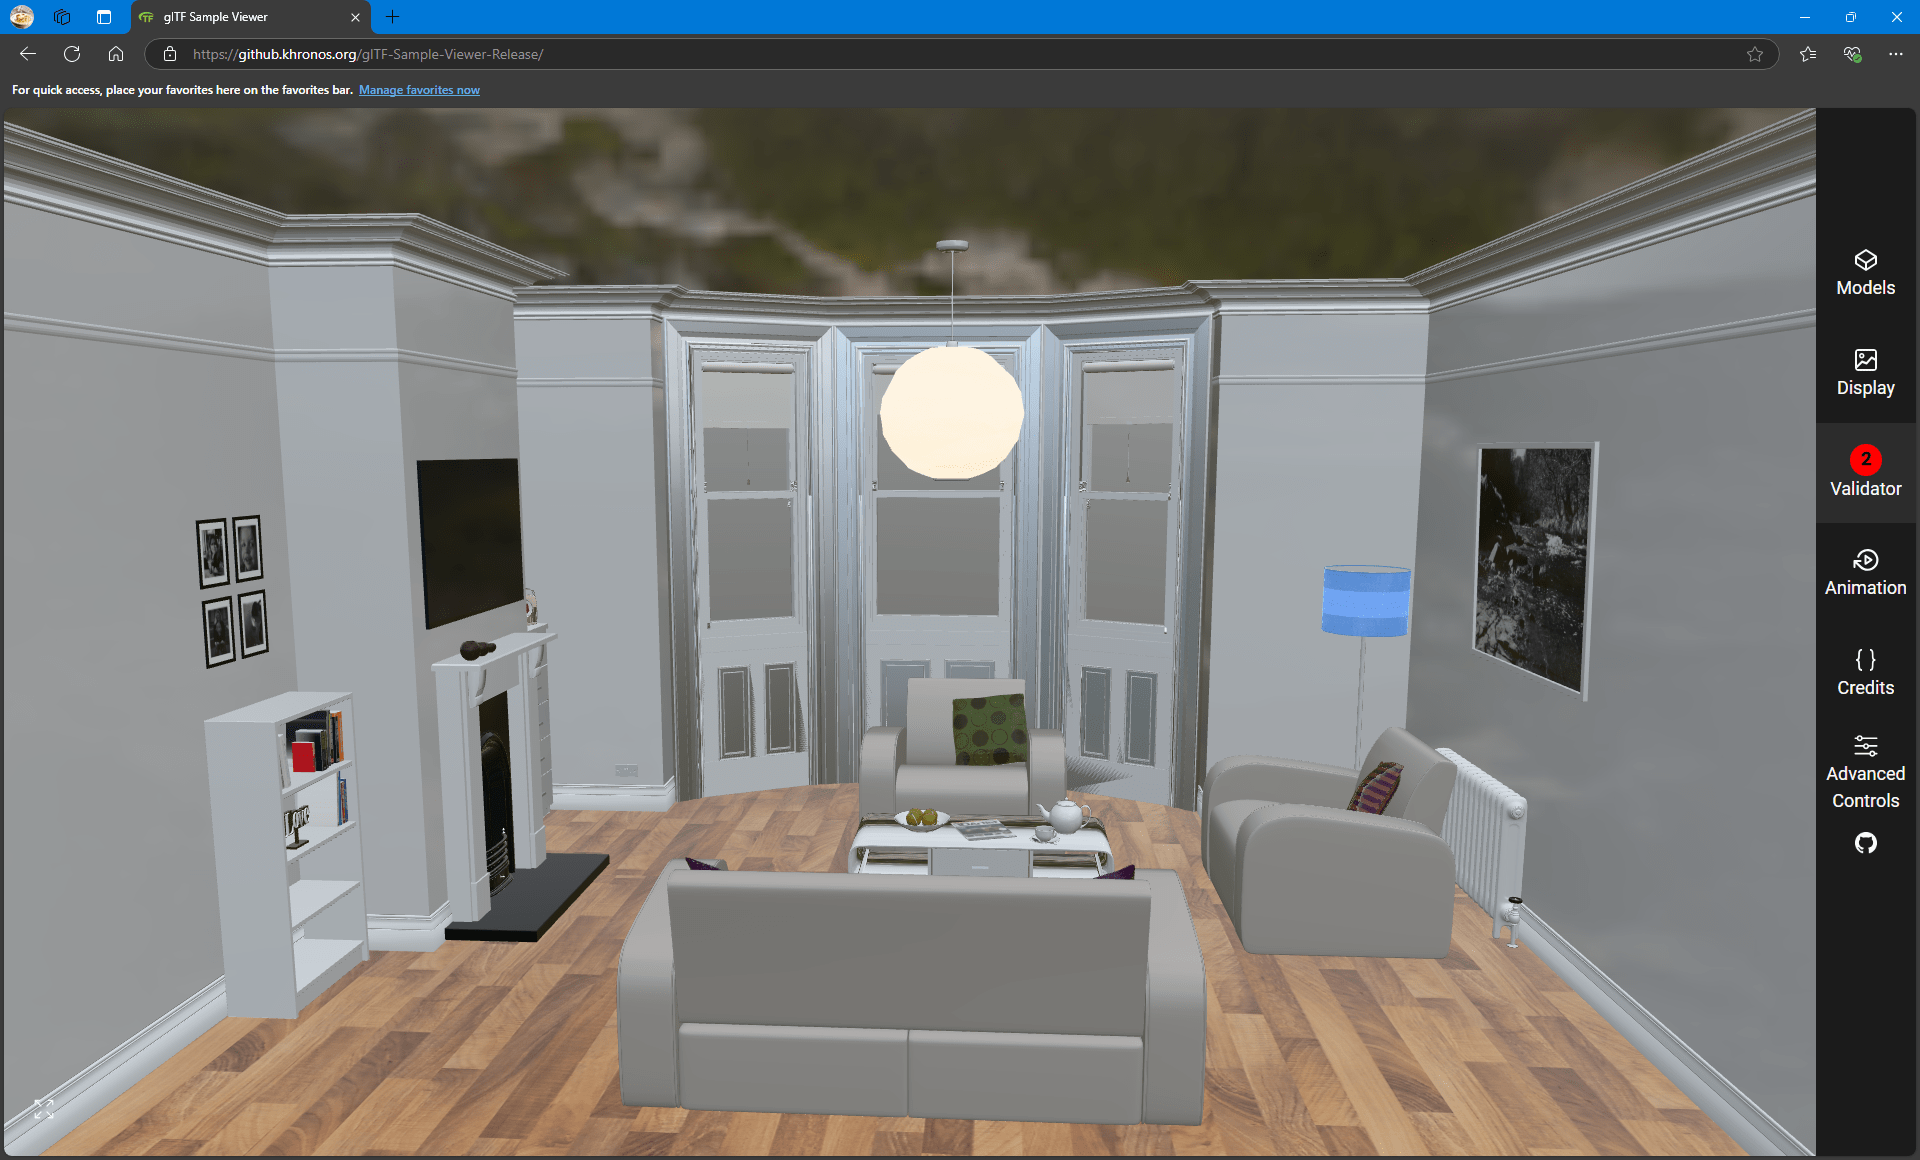 glTF Sample Viewer
https://github.khronos.org/glTF-Sample-Viewer-Release/
For quick access, place your favorites here on the favorites bar. Manage favorites now
Models
Display
2
Validator
Animation
{ }
Credits
Advanced
Controls
Love